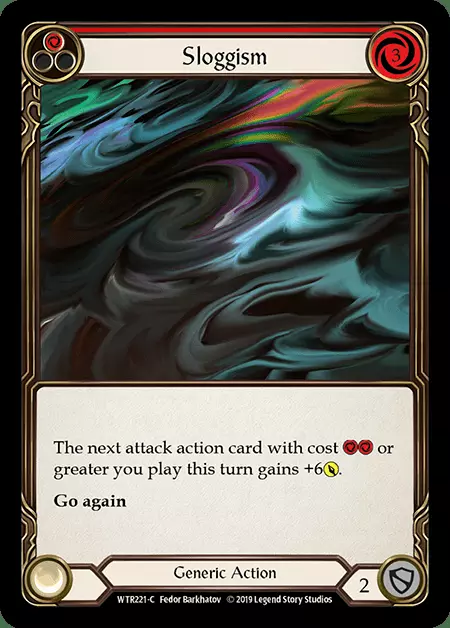 Sloggism
3
The next attack action card with cost or
greater you play this turn gains +6.
Go again
Generic Action
2
WTR221-C Fedor Barkhatov © 2019 Legend Story Studios